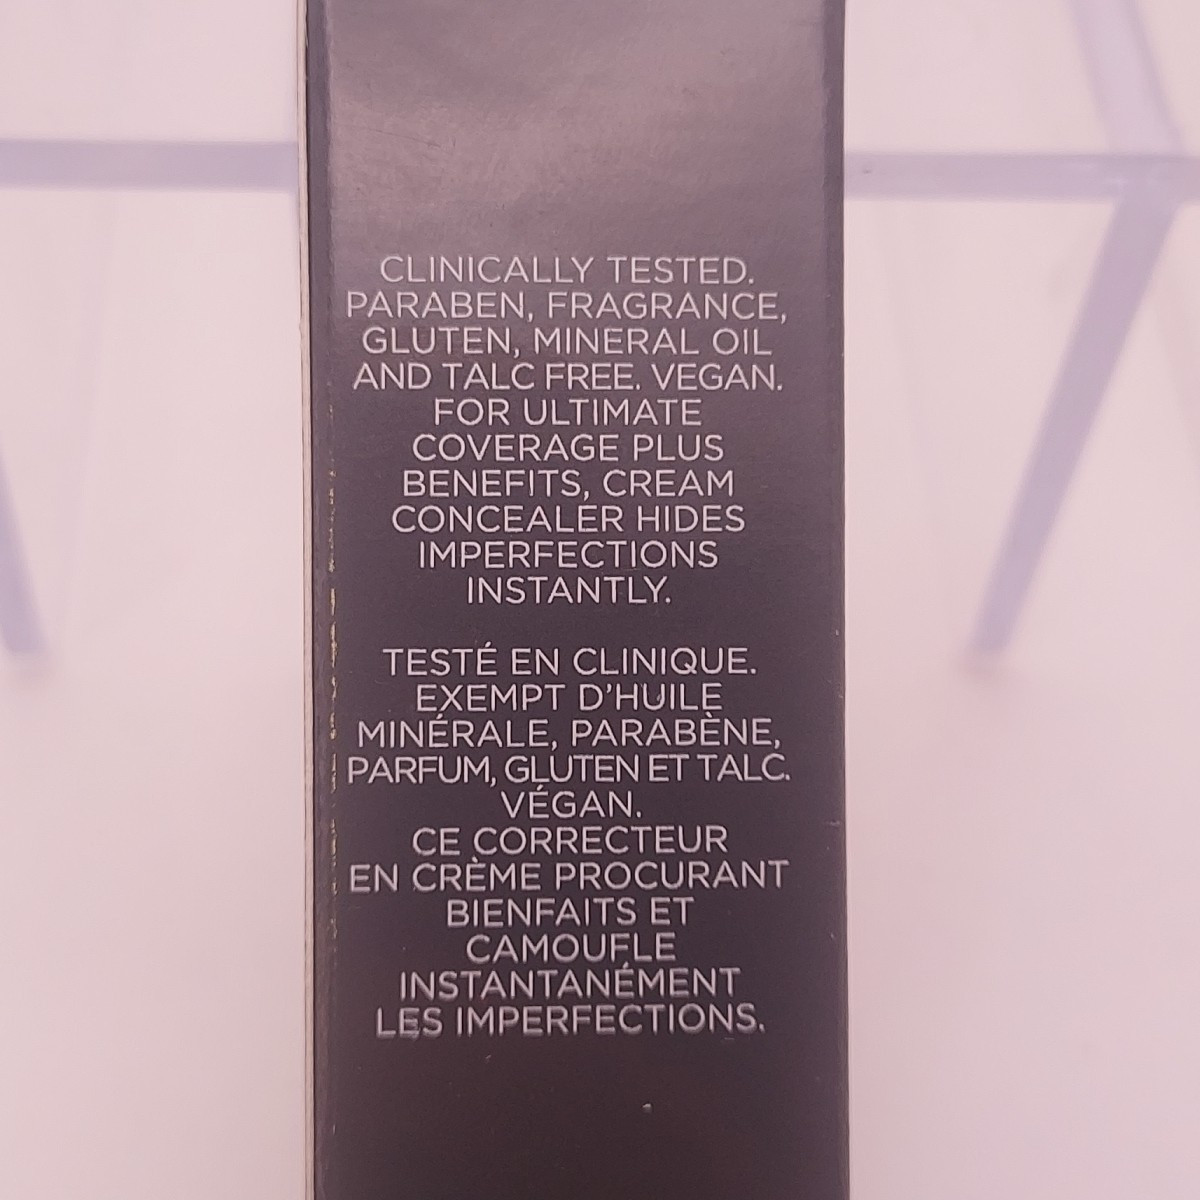 CLINICALLY TESTED.
PARABEN, FRAGRANCE,
GLUTEN, MINERAL OIL
AND TALC FREE. VEGAN.
FOR ULTIMATE
COVERAGE PLUS
BENEFITS, CREAM
CONCEALER HIDES
IMPERFECTIONS
INSTANTLY.
TESTÉ EN CLINIQUE.
EXEMPT D'HUILE
MINÉRALE, PARABÈNE,
PARFUM, GLUTEN ET TALC.
VÉGAN.
CE CORRECTEUR
EN CRÈME PROCURANT
BIENFAITS ET
CAMOUFLE
INSTANTANÉMENT
LES IMPERFECTIONS.